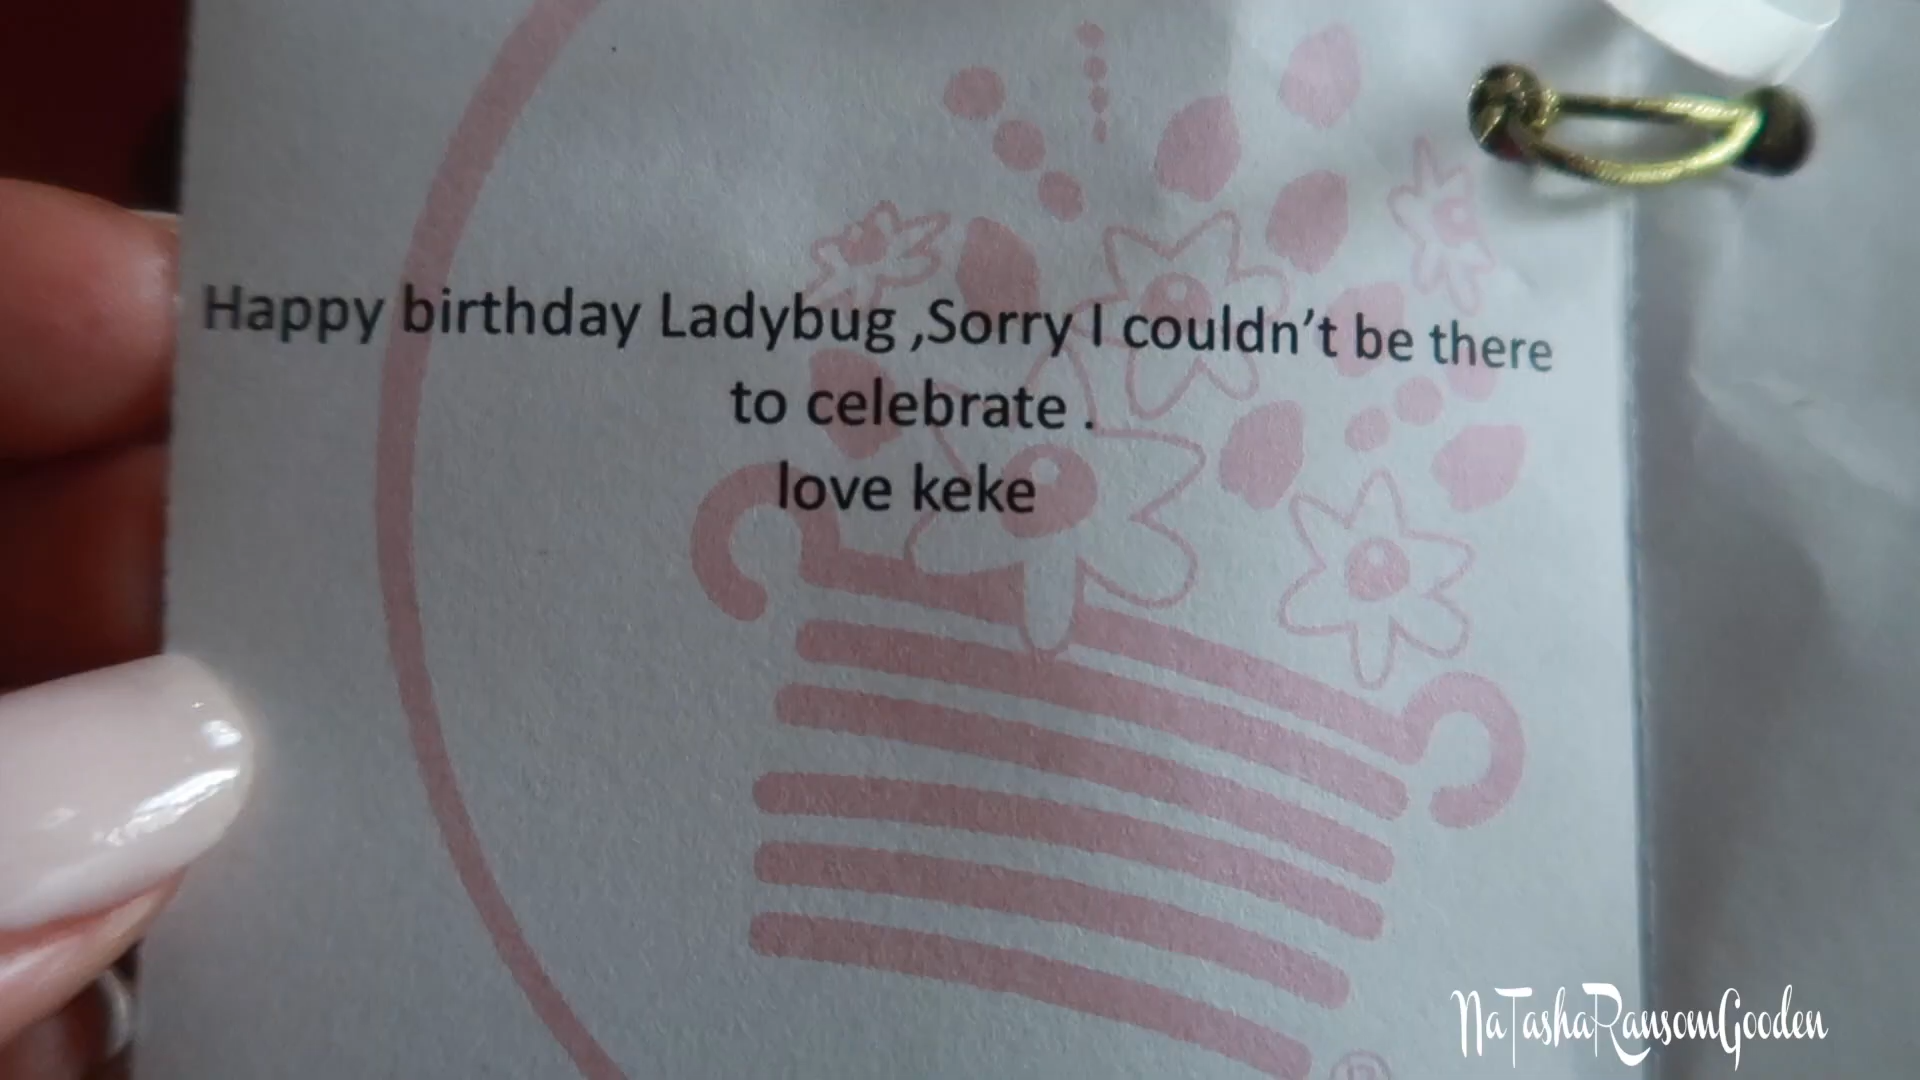 Happy birthday Ladybug ,Sorry I couldn't be there
to celebrate .
love keke
®
NaTashaRansomGooden